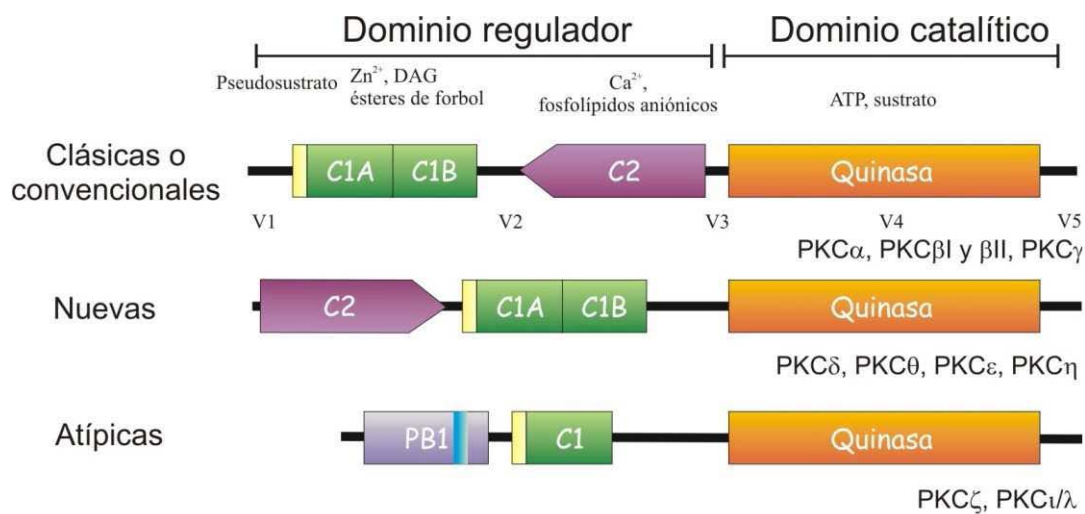 Dominio regulador
Dominio catalítico
Pseudosustrato
Zn²⁺, DAG
ésteres de forbol
Ca²⁺,
fosfolípidos aniónicos
ATP, sustrato
Clásicas o
convencionales
C1A C1B C2 Quinasa
V1 V2 V3 V4 V5
PKCα, PKCβI y βII, PKCγ
Nuevas
C2 C1A C1B Quinasa
PKCδ, PKCθ, PKCε, PKCη
Atípicas
PB1 C1 Quinasa
PKCζ, PKCι/λ